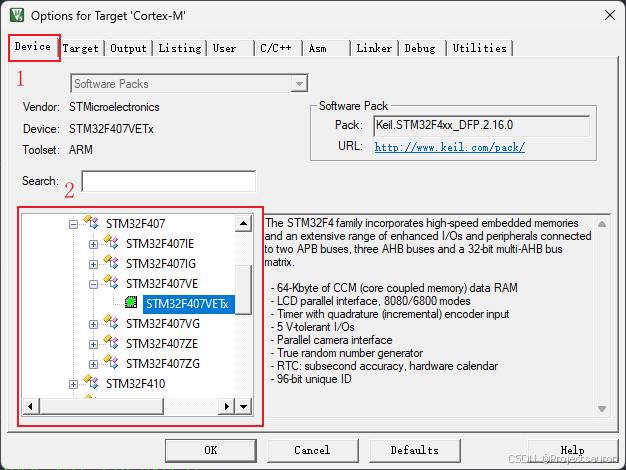 Options for Target 'Cortex-M'
Device Target Output Listing User C/C++ Asm Linker Debug Utilities
1
Software Packs
Vendor: STMicroelectronics
Device: STM32F407VETx
Toolset: ARM
Search:
2
Software Pack
Pack: Keil.STM32F4xx_DFP.2.16.0
URL: http://www.keil.com/pack/
STM32F407
STM32F407IE
STM32F407IG
STM32F407VE
STM32F407VETx
STM32F407VG
STM32F407ZE
STM32F407ZG
STM32F410
The STM32F4 family incorporates high-speed embedded memories
and an extensive range of enhanced I/Os and peripherals connected
to two APB buses, three AHB buses and a 32-bit multi-AHB bus
matrix.
- 64-Kbyte of CCM (core coupled memory) data RAM
- LCD parallel interface, 8080/6800 modes
- Timer with quadrature (incremental) encoder input
- 5 V-tolerant I/Os
- Parallel camera interface
- True random number generator
- RTC: subsecond accuracy, hardware calendar
- 96-bit unique ID
OK Cancel Defaults Help
CSDN @Projectsauron